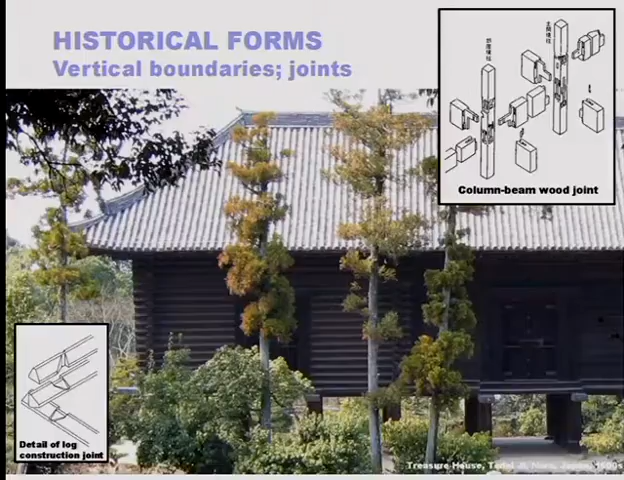 HISTORICAL FORMS
Vertical boundaries; joints
Column-beam wood joint
Detail of log
construction joint
Treasure House, Todai Ji, Nara, Japan,